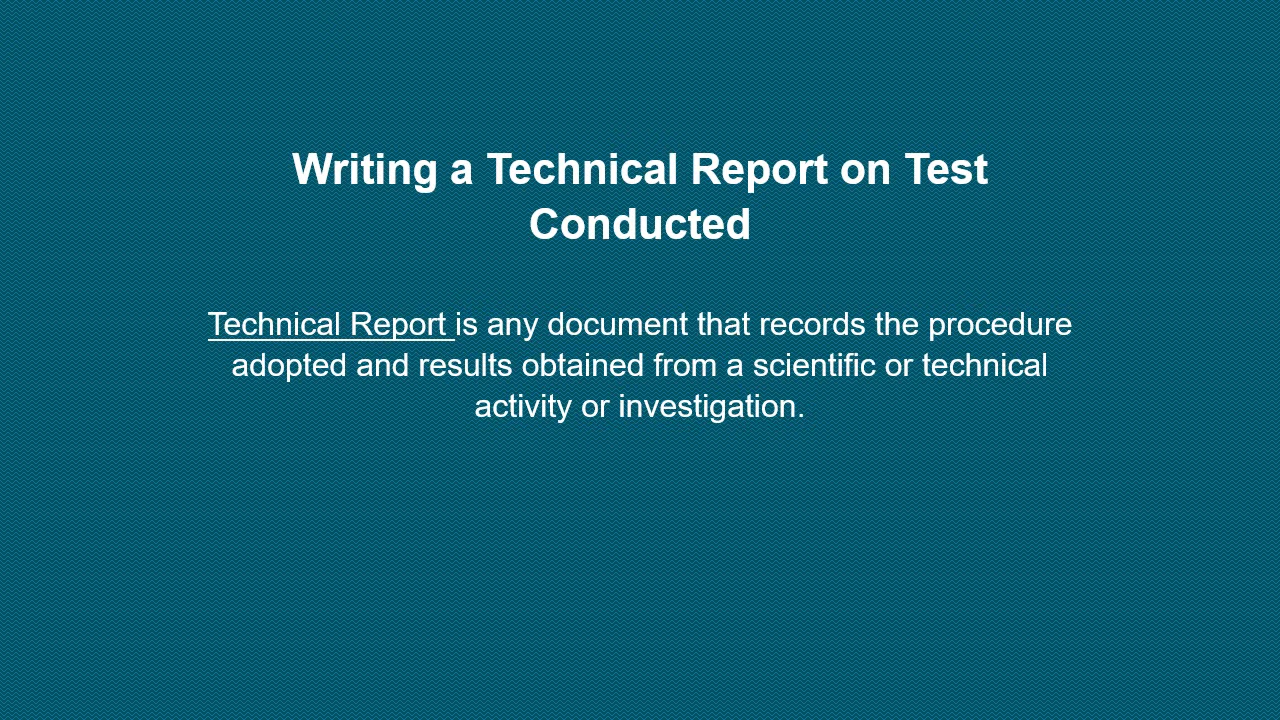 Writing a Technical Report on Test
Conducted
Technical Report is any document that records the procedure
adopted and results obtained from a scientific or technical
activity or investigation.